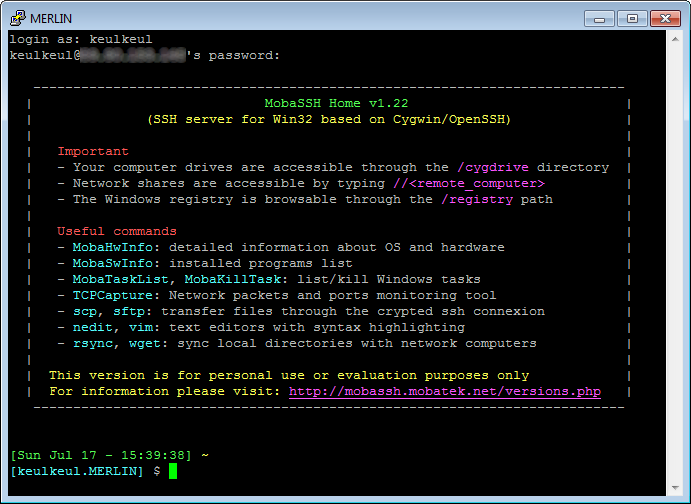 MERLIN
login as: keulkeul
keulkeul@ 's password:
MobaSSH Home v1.22
(SSH server for Win32 based on Cygwin/OpenSSH)
Important
- Your computer drives are accessible through the /cygdrive directory
- Network shares are accessible by typing //<remote_computer>
- The Windows registry is browsable through the /registry path
Useful commands
- MobaHwInfo: detailed information about OS and hardware
- MobaSwInfo: installed programs list
- MobaTaskList, MobaKillTask: list/kill Windows tasks
- TCPCapture: Network packets and ports monitoring tool
- scp, sftp: transfer files through the crypted ssh connexion
- nedit, vim: text editors with syntax highlighting
- rsync, wget: sync local directories with network computers
This version is for personal use or evaluation purposes only
For information please visit: http://mobassh.mobatek.net/versions.php
[Sun Jul 17 - 15:39:38] ~
[keulkeul.MERLIN] $